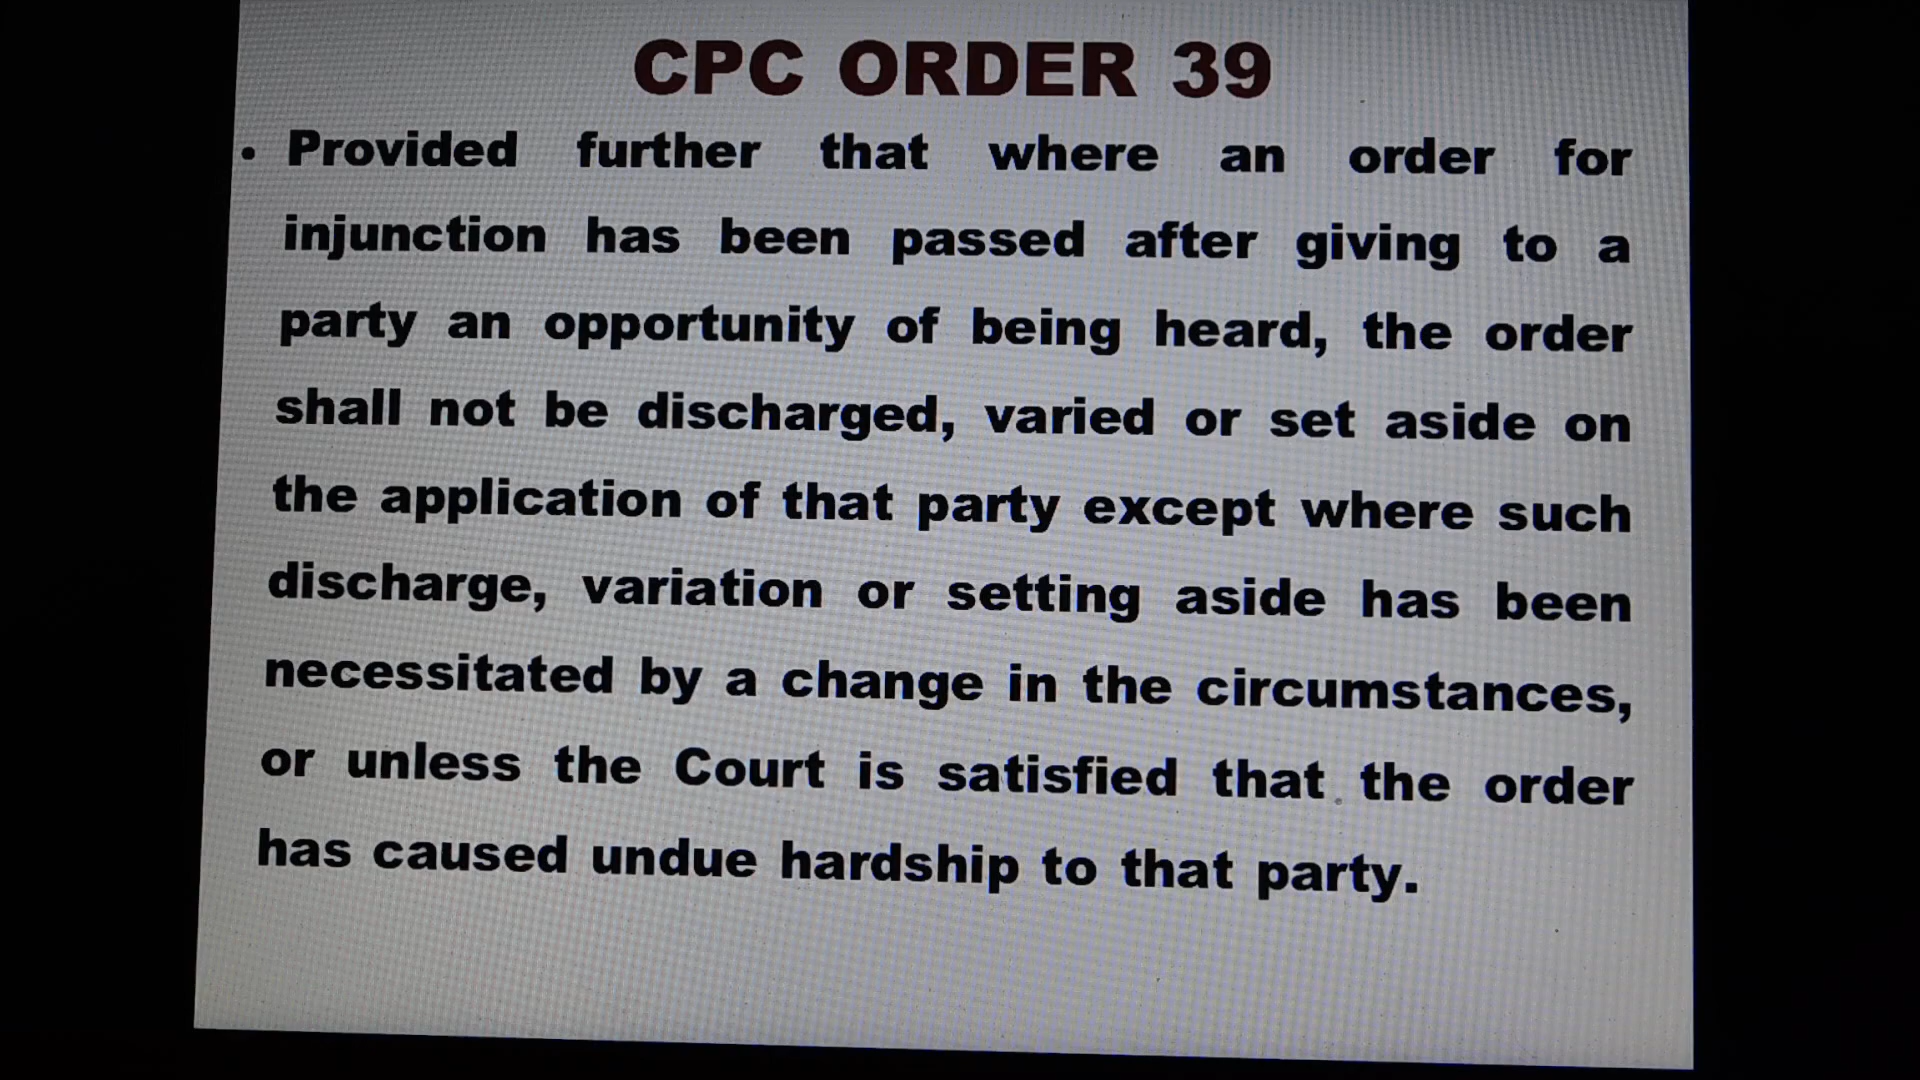 CPC ORDER 39
• Provided further that where an order for
injunction has been passed after giving to a
party an opportunity of being heard, the order
shall not be discharged, varied or set aside on
the application of that party except where such
discharge, variation or setting aside has been
necessitated by a change in the circumstances,
or unless the Court is satisfied that the order
has caused undue hardship to that party.